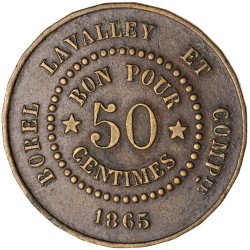 BOREL LAVALLEY ET COMPIE
BON POUR
50
CENTIMES
1865